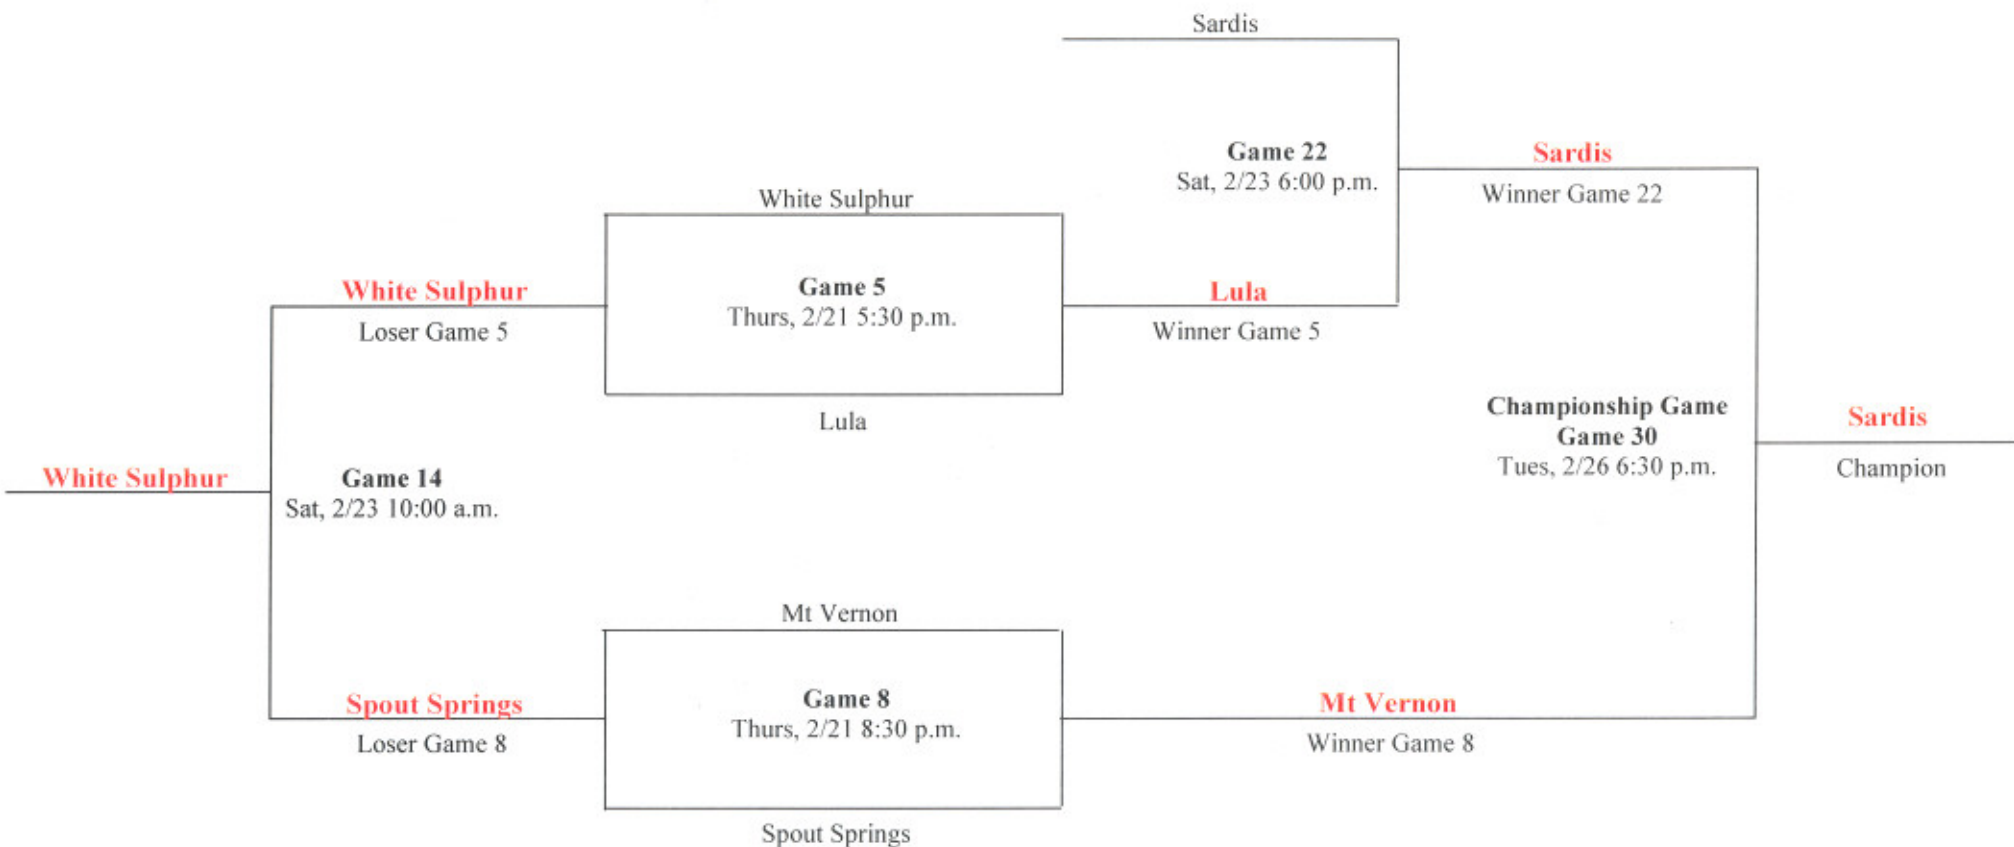 Sardis
Game 22
Sat, 2/23 6:00 p.m.
Sardis
Winner Game 22
White Sulphur
White Sulphur
Loser Game 5
Game 5
Thurs, 2/21 5:30 p.m.
Lula
Winner Game 5
Lula
Championship Game
Game 30
Tues, 2/26 6:30 p.m.
Sardis
Champion
White Sulphur
Game 14
Sat, 2/23 10:00 a.m.
Mt Vernon
Spout Springs
Loser Game 8
Game 8
Thurs, 2/21 8:30 p.m.
Mt Vernon
Winner Game 8
Spout Springs